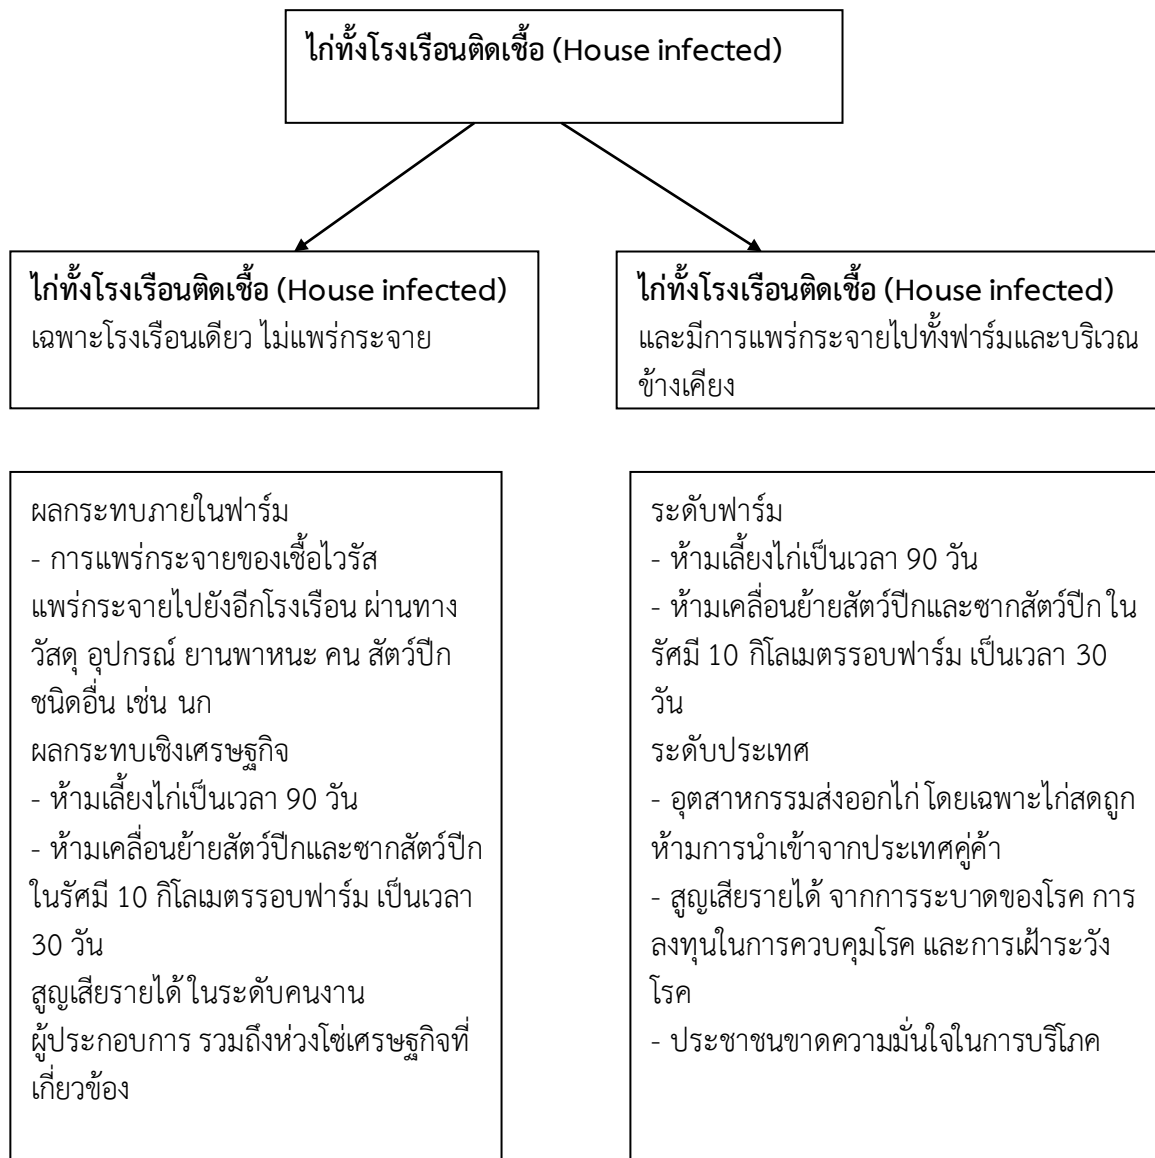 ไก่ทั้งโรงเรือนติดเชื้อ (House infected)
ไก่ทั้งโรงเรือนติดเชื้อ (House infected)
เฉพาะโรงเรือนเดียว ไม่แพร่กระจาย
ไก่ทั้งโรงเรือนติดเชื้อ (House infected)
และมีการแพร่กระจายไปทั้งฟาร์มและบริเวณ
ข้างเคียง
ผลกระทบภายในฟาร์ม
- การแพร่กระจายของเชื้อไวรัส
แพร่กระจายไปยังอีกโรงเรือน ผ่านทาง
วัสดุ อุปกรณ์ ยานพาหนะ คน สัตว์ปีก
ชนิดอื่น เช่น นก
ผลกระทบเชิงเศรษฐกิจ
- ห้ามเลี้ยงไก่เป็นเวลา 90 วัน
- ห้ามเคลื่อนย้ายสัตว์ปีกและซากสัตว์ปีก
ในรัศมี 10 กิโลเมตรรอบฟาร์ม เป็นเวลา
30 วัน
สูญเสียรายได้ ในระดับคนงาน
ผู้ประกอบการ รวมถึงห่วงโซ่เศรษฐกิจที่
เกี่ยวข้อง
ระดับฟาร์ม
- ห้ามเลี้ยงไก่เป็นเวลา 90 วัน
- ห้ามเคลื่อนย้ายสัตว์ปีกและซากสัตว์ปีก ใน
รัศมี 10 กิโลเมตรรอบฟาร์ม เป็นเวลา 30
วัน
ระดับประเทศ
- อุตสาหกรรมส่งออกไก่ โดยเฉพาะไก่สดถูก
ห้ามการนำเข้าจากประเทศคู่ค้า
- สูญเสียรายได้ จากการระบาดของโรค การ
ลงทุนในการควบคุมโรค และการเฝ้าระวัง
โรค
- ประชาชนขาดความมั่นใจในการบริโภค